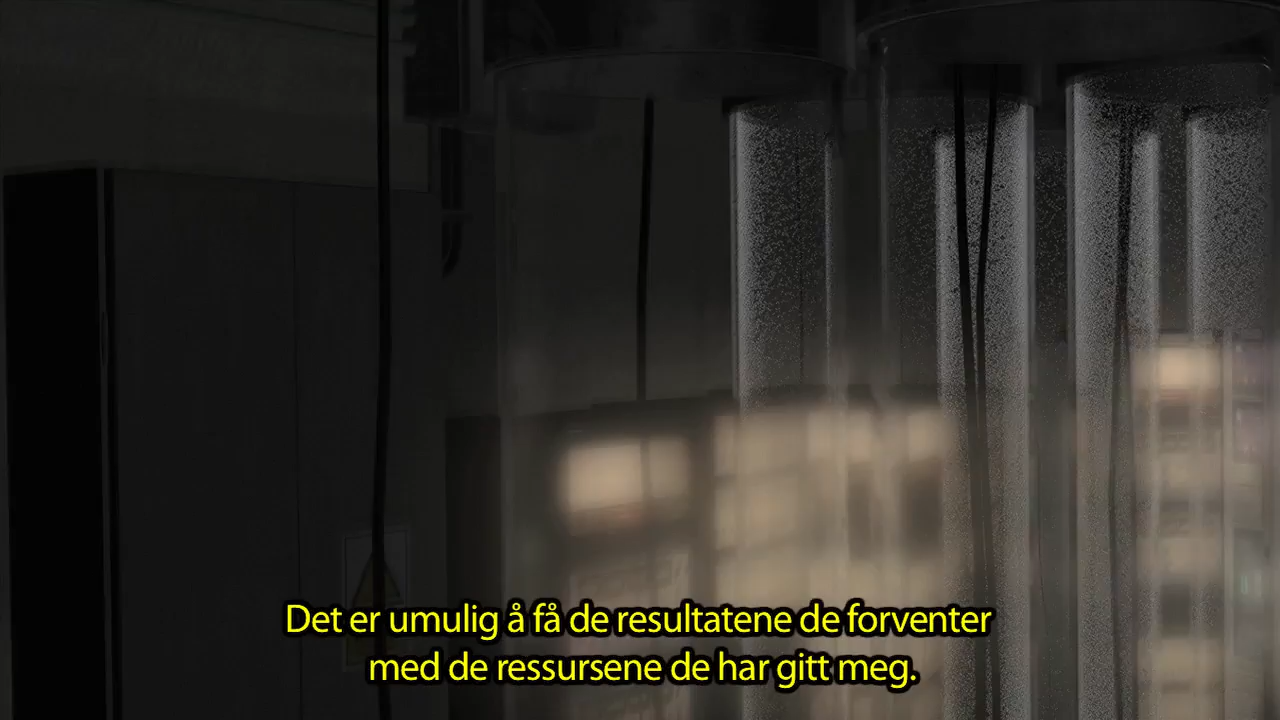 Det er umulig å få de resultatene de forventer
med de ressursene de har gitt meg.